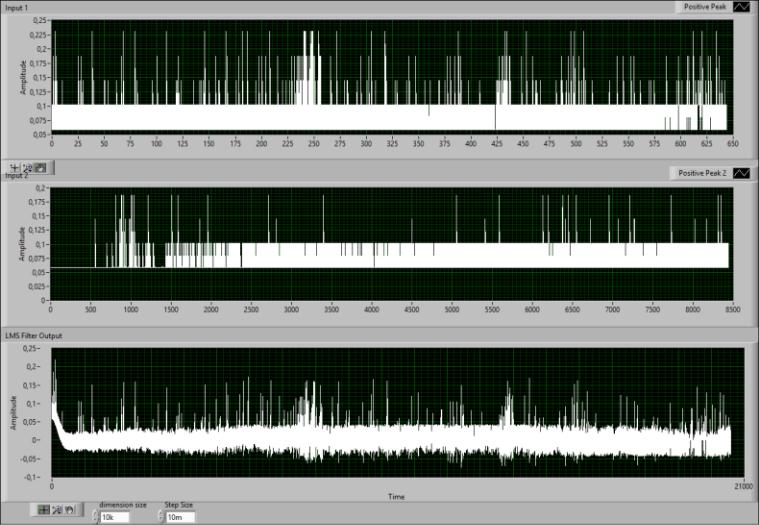 Input 1
Positive Peak
0,25
0,225
0,2
0,175
0,15
0,125
0,1
0,075
0,05
Amplitude
0 25 50 75 100 125 150 175 200 225 250 275 300 325 350 375 400 425 450 475 500 525 550 575 600 625 650
Input 2
Positive Peak 2
0,2
0,175
0,15
0,125
0,1
0,075
0,05
0,025
0
Amplitude
0 500 1000 1500 2000 2500 3000 3500 4000 4500 5000 5500 6000 6500 7000 7500 8000 8500
LMS Filter Output
0,25
0,2
0,15
0,1
0,05
0
-0,05
-0,1
Amplitude
0 21000
Time
dimension size Step Size
10k 10m